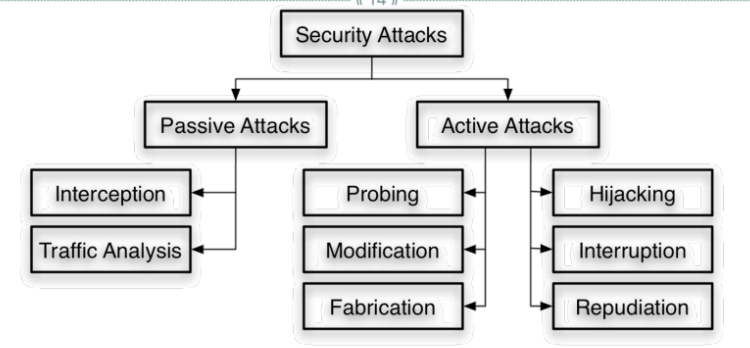 14
Security Attacks
Passive Attacks
Active Attacks
Interception
Probing
Hijacking
Traffic Analysis
Modification
Interruption
Fabrication
Repudiation